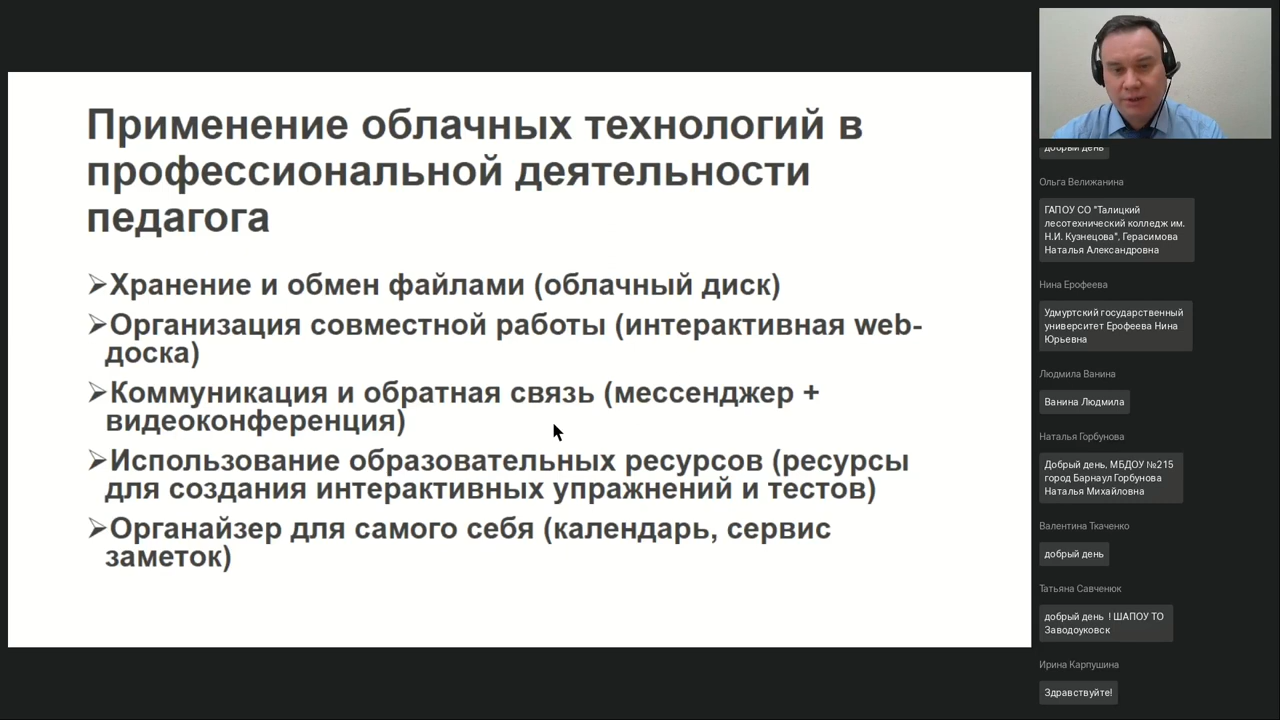 Применение облачных технологий в
профессиональной деятельности
педагога
➢Хранение и обмен файлами (облачный диск)
➢Организация совместной работы (интерактивная web-
доска)
➢Коммуникация и обратная связь (мессенджер +
видеоконференция)
➢Использование образовательных ресурсов (ресурсы
для создания интерактивных упражнений и тестов)
➢Органайзер для самого себя (календарь, сервис
заметок)
добрый день
Ольга Велижанина
ГАПОУ СО "Талицкий
лесотехнический колледж им.
Н.И. Кузнецова", Герасимова
Наталья Александровна
Нина Ерофеева
Удмуртский государственный
университет Ерофеева Нина
Юрьевна
Людмила Ванина
Ванина Людмила
Наталья Горбунова
Добрый день, МБДОУ №215
город Барнаул Горбунова
Наталья Михайловна
Валентина Ткаченко
добрый день
Татьяна Савченюк
добрый день ! ШАПОУ ТО
Заводоуковск
Ирина Карпушина
Здравствуйте!